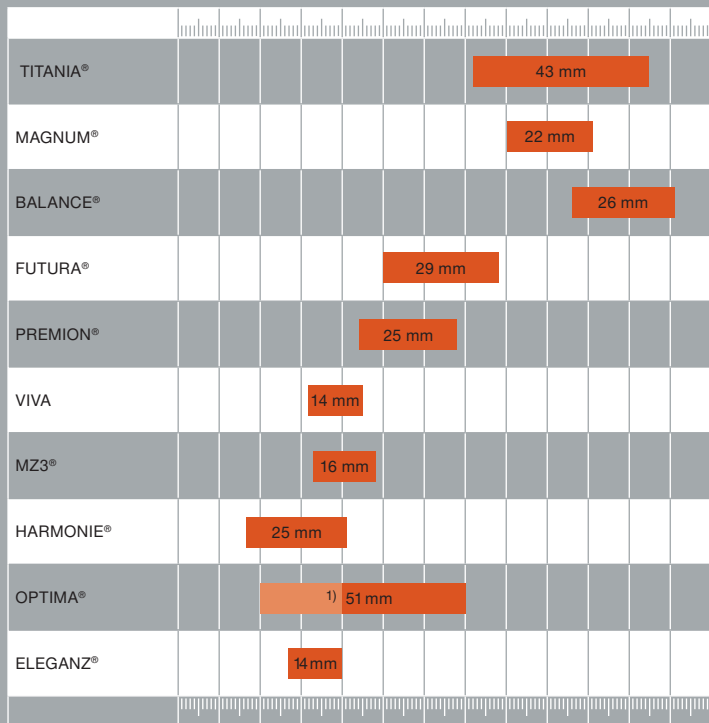 TITANIA® 43 mm
MAGNUM® 22 mm
BALANCE® 26 mm
FUTURA® 29 mm
PREMION® 25 mm
VIVA 14 mm
MZ3® 16 mm
HARMONIE® 25 mm
OPTIMA® 1) 51 mm
ELEGANZ® 14 mm